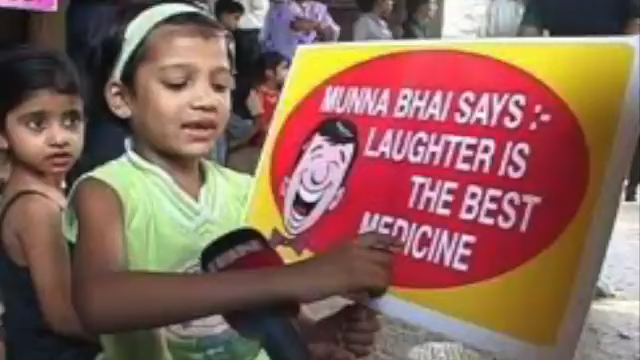 MUNNA BHAI SAYS :-
LAUGHTER IS
THE BEST
MEDICINE